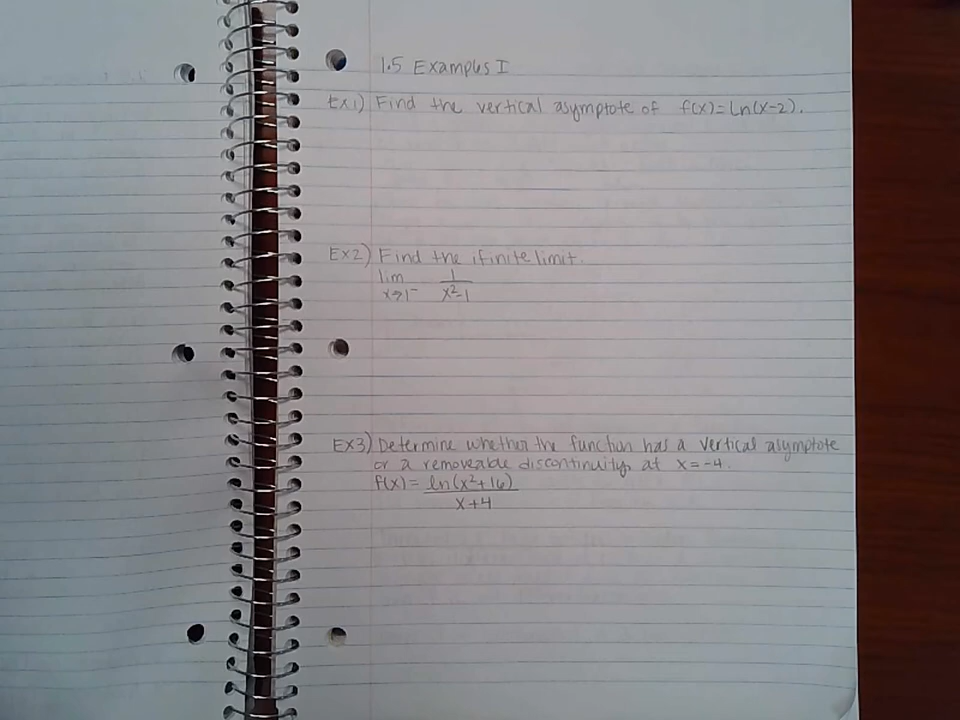 1.5 Examples I
Ex1) Find the vertical asymptote of f(x)=ln(x-2).
Ex2) Find the ifinite limit.
lim 1
x→1⁻ x²-1
Ex3) Determine whether the function has a vertical asymptote
or a removeable discontinuity, at x=-4.
f(x)= ln(x²+16)
x+4